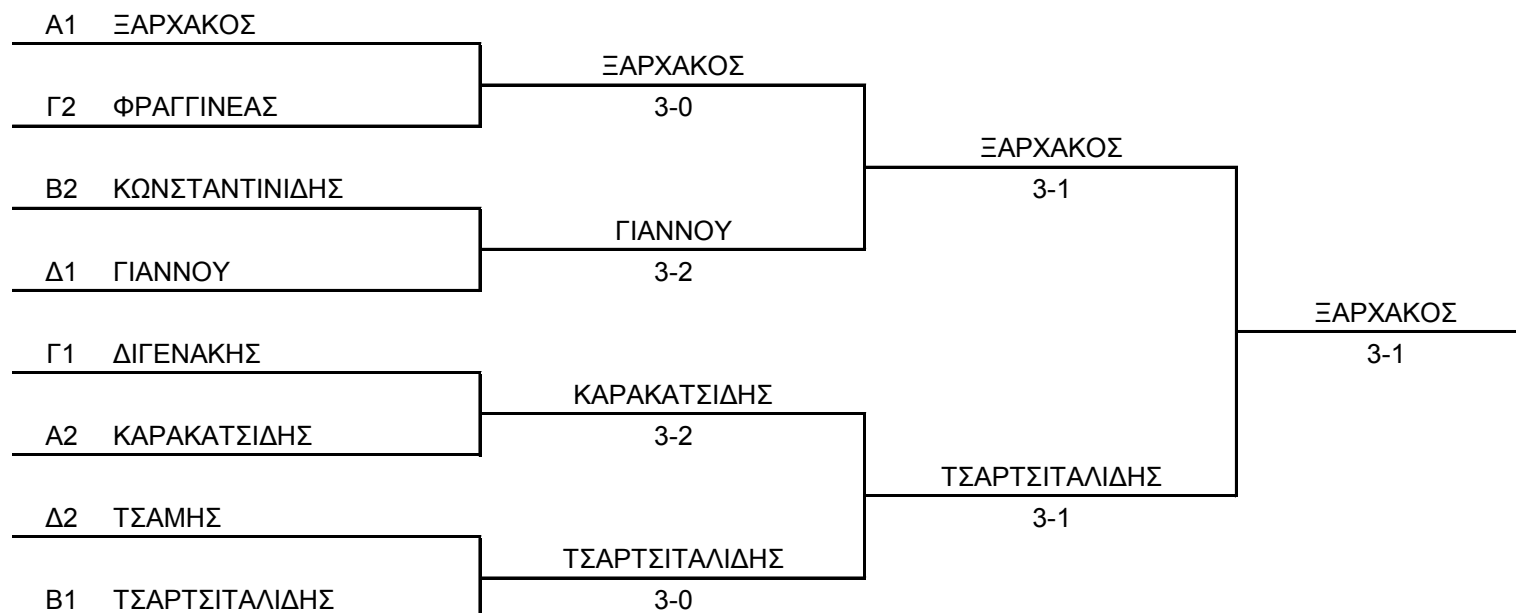 Α1 ΞΑΡΧΑΚΟΣ
ΞΑΡΧΑΚΟΣ
Γ2 ΦΡΑΓΓΙΝΕΑΣ
3-0
ΞΑΡΧΑΚΟΣ
Β2 ΚΩΝΣΤΑΝΤΙΝΙΔΗΣ
3-1
ΓΙΑΝΝΟΥ
Δ1 ΓΙΑΝΝΟΥ
3-2
ΞΑΡΧΑΚΟΣ
Γ1 ΔΙΓΕΝΑΚΗΣ
3-1
ΚΑΡΑΚΑΤΣΙΔΗΣ
Α2 ΚΑΡΑΚΑΤΣΙΔΗΣ
3-2
ΤΣΑΡΤΣΙΤΑΛΙΔΗΣ
Δ2 ΤΣΑΜΗΣ
3-1
ΤΣΑΡΤΣΙΤΑΛΙΔΗΣ
Β1 ΤΣΑΡΤΣΙΤΑΛΙΔΗΣ
3-0